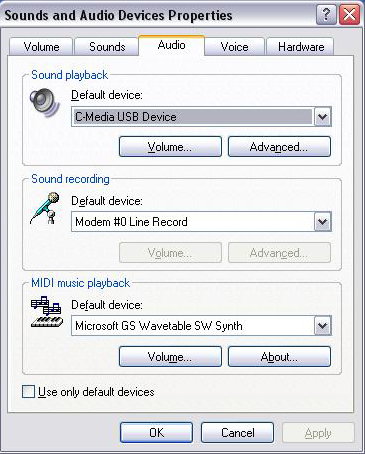 Sounds and Audio Devices Properties
Volume Sounds Audio Voice Hardware
Sound playback
Default device:
C-Media USB Device
Volume... Advanced...
Sound recording
Default device:
Modem #0 Line Record
Volume... Advanced...
MIDI music playback
Default device:
Microsoft GS Wavetable SW Synth
Volume... About...
Use only default devices
OK Cancel Apply